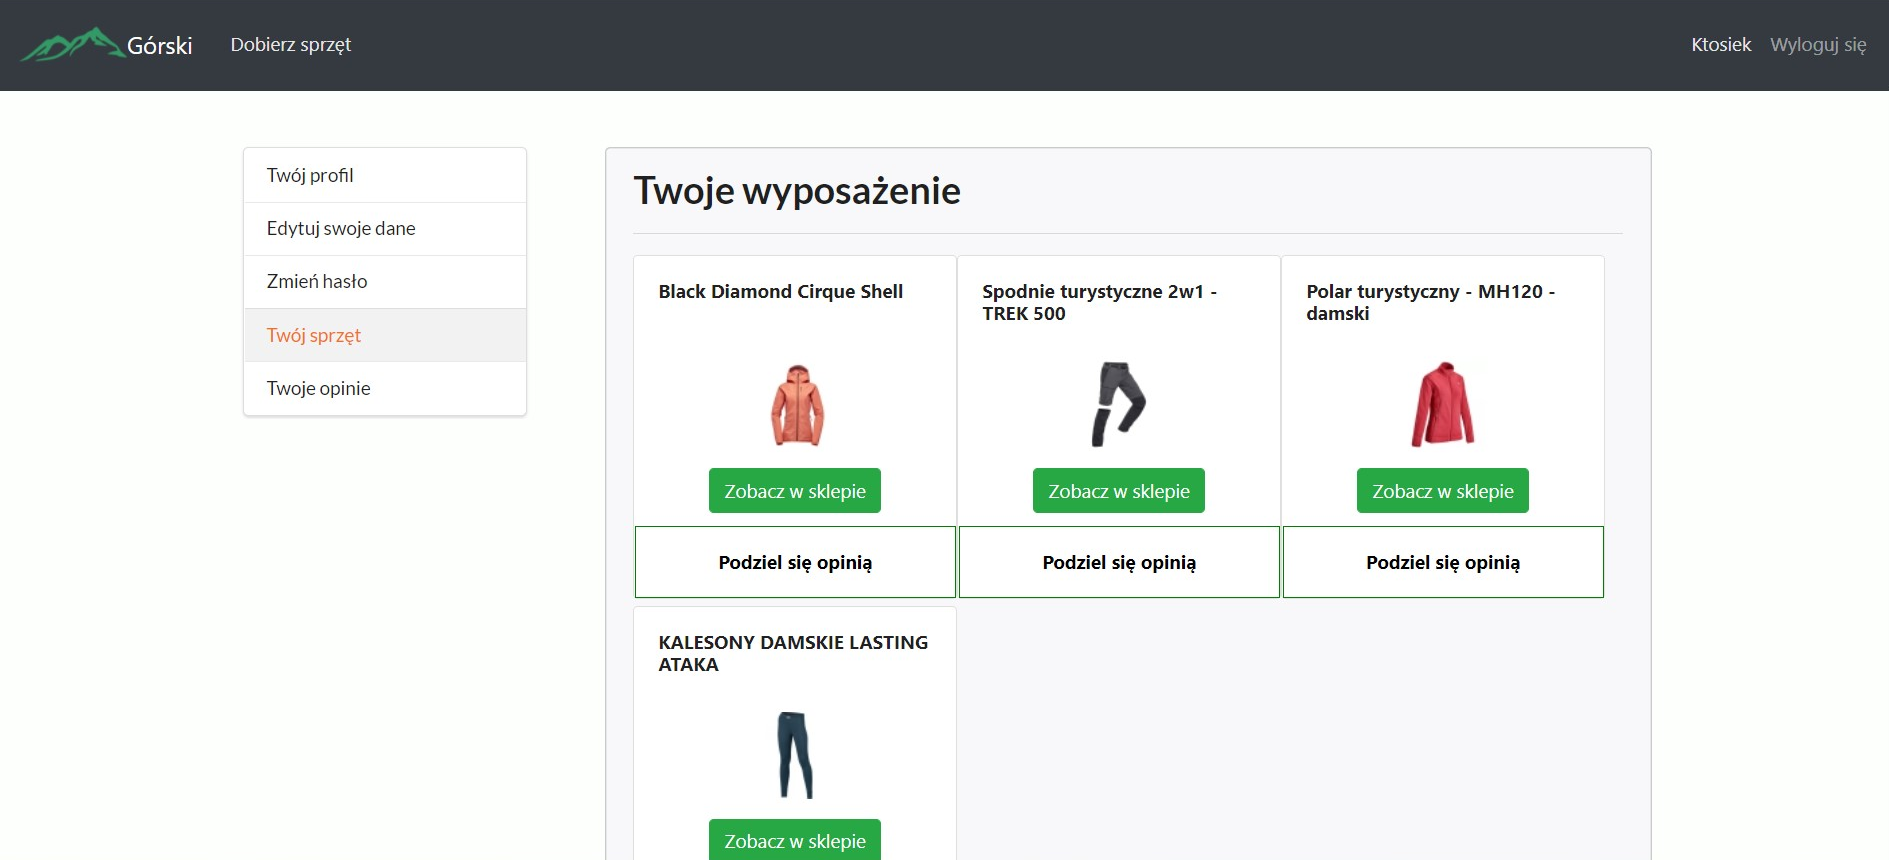 Górski
Dobierz sprzęt
Ktosiek
Wyloguj się
Twój profil
Edytuj swoje dane
Zmień hasło
Twój sprzęt
Twoje opinie
Twoje wyposażenie
Black Diamond Cirque Shell
Zobacz w sklepie
Podziel się opinią
Spodnie turystyczne 2w1 -
TREK 500
Zobacz w sklepie
Podziel się opinią
Polar turystyczny - MH120 -
damski
Zobacz w sklepie
Podziel się opinią
KALESONY DAMSKIE LASTING
ATAKA
Zobacz w sklepie